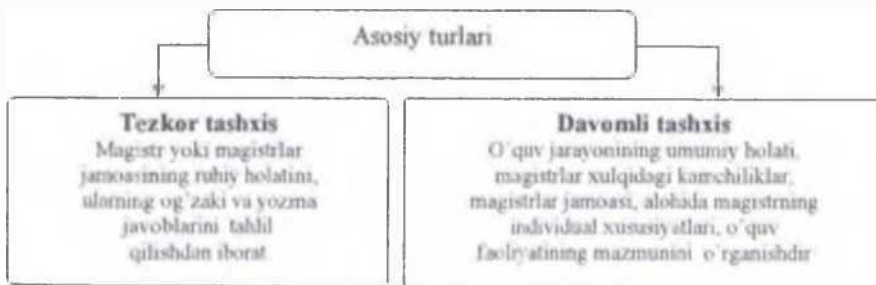 Asosiy turlari
Tezkor tashxis
Magistr yoki magistrlar
jamoasining ruhiy holatini,
ularning og`zaki va yozma
javoblarini tahlil
qilishdan iborat
Davomli tashxis
O`quv jarayonining umumiy holati,
magistrlar xulqidagi kamchiliklar,
magistrlar jamoasi, alohida magistrning
individual xususiyatlari, o`quv
faoliyatining mazmunini o`rganishdir